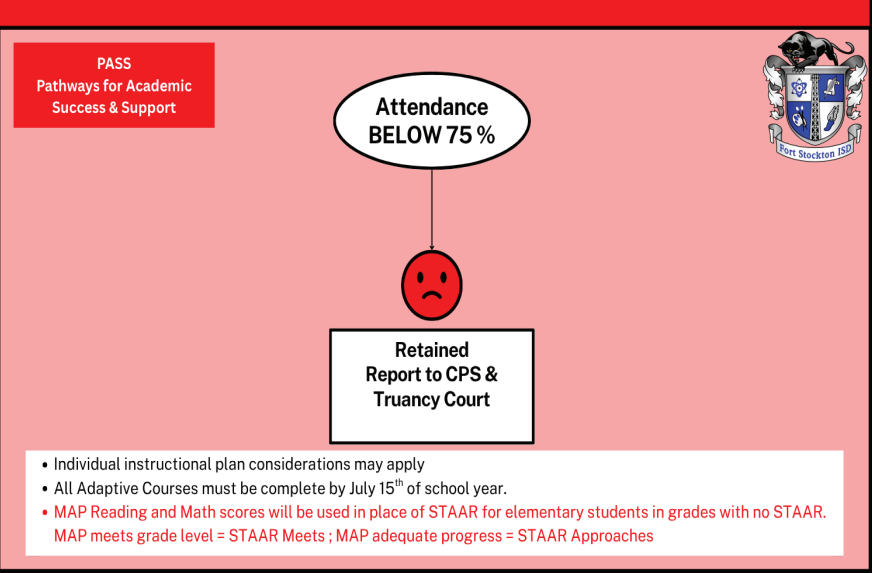 PASS
Pathways for Academic
Success & Support
Attendance
BELOW 75 %
Fort Stockton ISD
Retained
Report to CPS &
Truancy Court
• Individual instructional plan considerations may apply
• All Adaptive Courses must be complete by July 15th of school year.
• MAP Reading and Math scores will be used in place of STAAR for elementary students in grades with no STAAR.
MAP meets grade level = STAAR Meets ; MAP adequate progress = STAAR Approaches